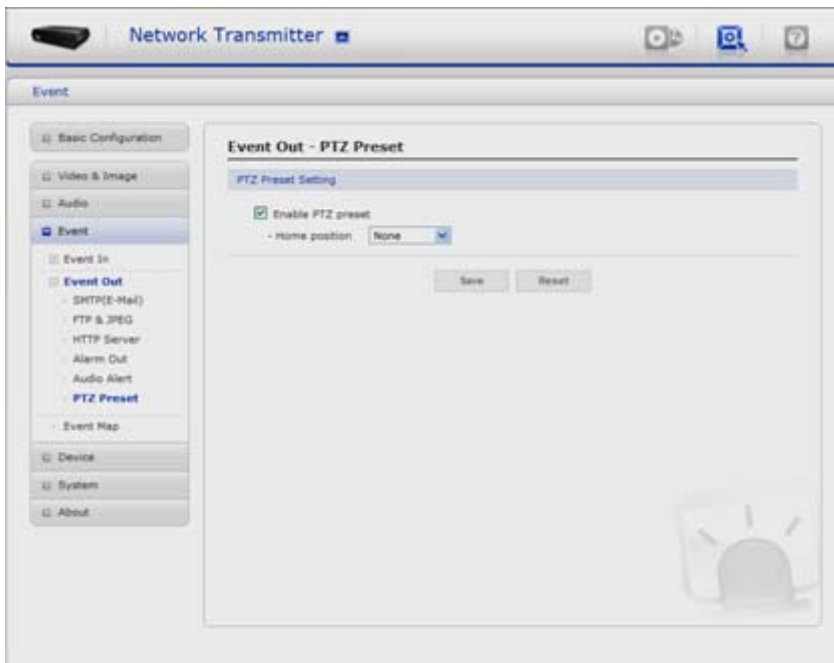 Network Transmitter
Event
Basic Configuration
Video & Image
Audio
Event
Event In
Event Out
SMTP(E-Mail)
FTP & JPEG
HTTP Server
Alarm Out
Audio Alert
PTZ Preset
Event Map
Device
System
About
Event Out - PTZ Preset
PTZ Preset Setting
Enable PTZ preset
- Home position None
Save Reset